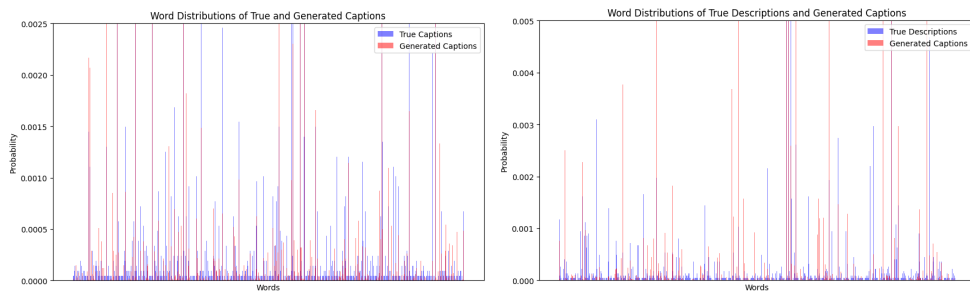 Word Distributions of True and Generated Captions
0.0025
0.0020
0.0015
0.0010
0.0005
0.0000
Probability
Words
True Captions
Generated Captions
Word Distributions of True Descriptions and Generated Captions
0.005
0.004
0.003
0.002
0.001
0.000
Probability
Words
True Descriptions
Generated Captions